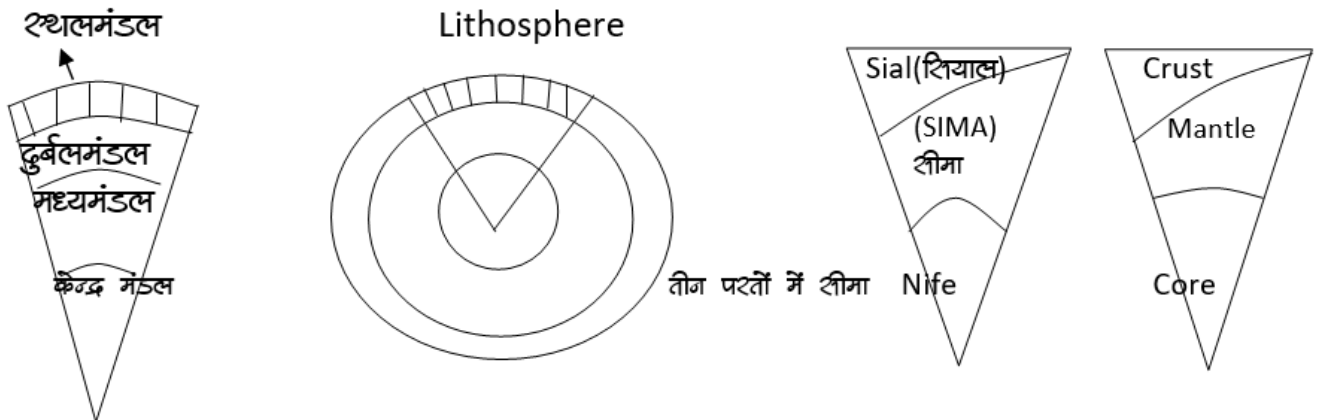 स्थलमंडल
दुर्बलमंडल
मध्यमंडल
केन्द्र मंडल
Lithosphere
तीन परतों में सीमा
Sial(सियाल)
(SIMA)
सीमा
Nife
Crust
Mantle
Core